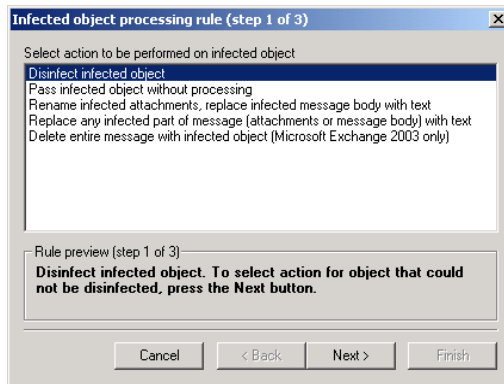 Infected object processing rule (step 1 of 3)
Select action to be performed on infected object
Disinfect infected object
Pass infected object without processing
Rename infected attachments, replace infected message body with text
Replace any infected part of message (attachments or message body) with text
Delete entire message with infected object (Microsoft Exchange 2003 only)
Rule preview (step 1 of 3)
Disinfect infected object. To select action for object that could
not be disinfected, press the Next button.
Cancel
< Back
Next >
Finish